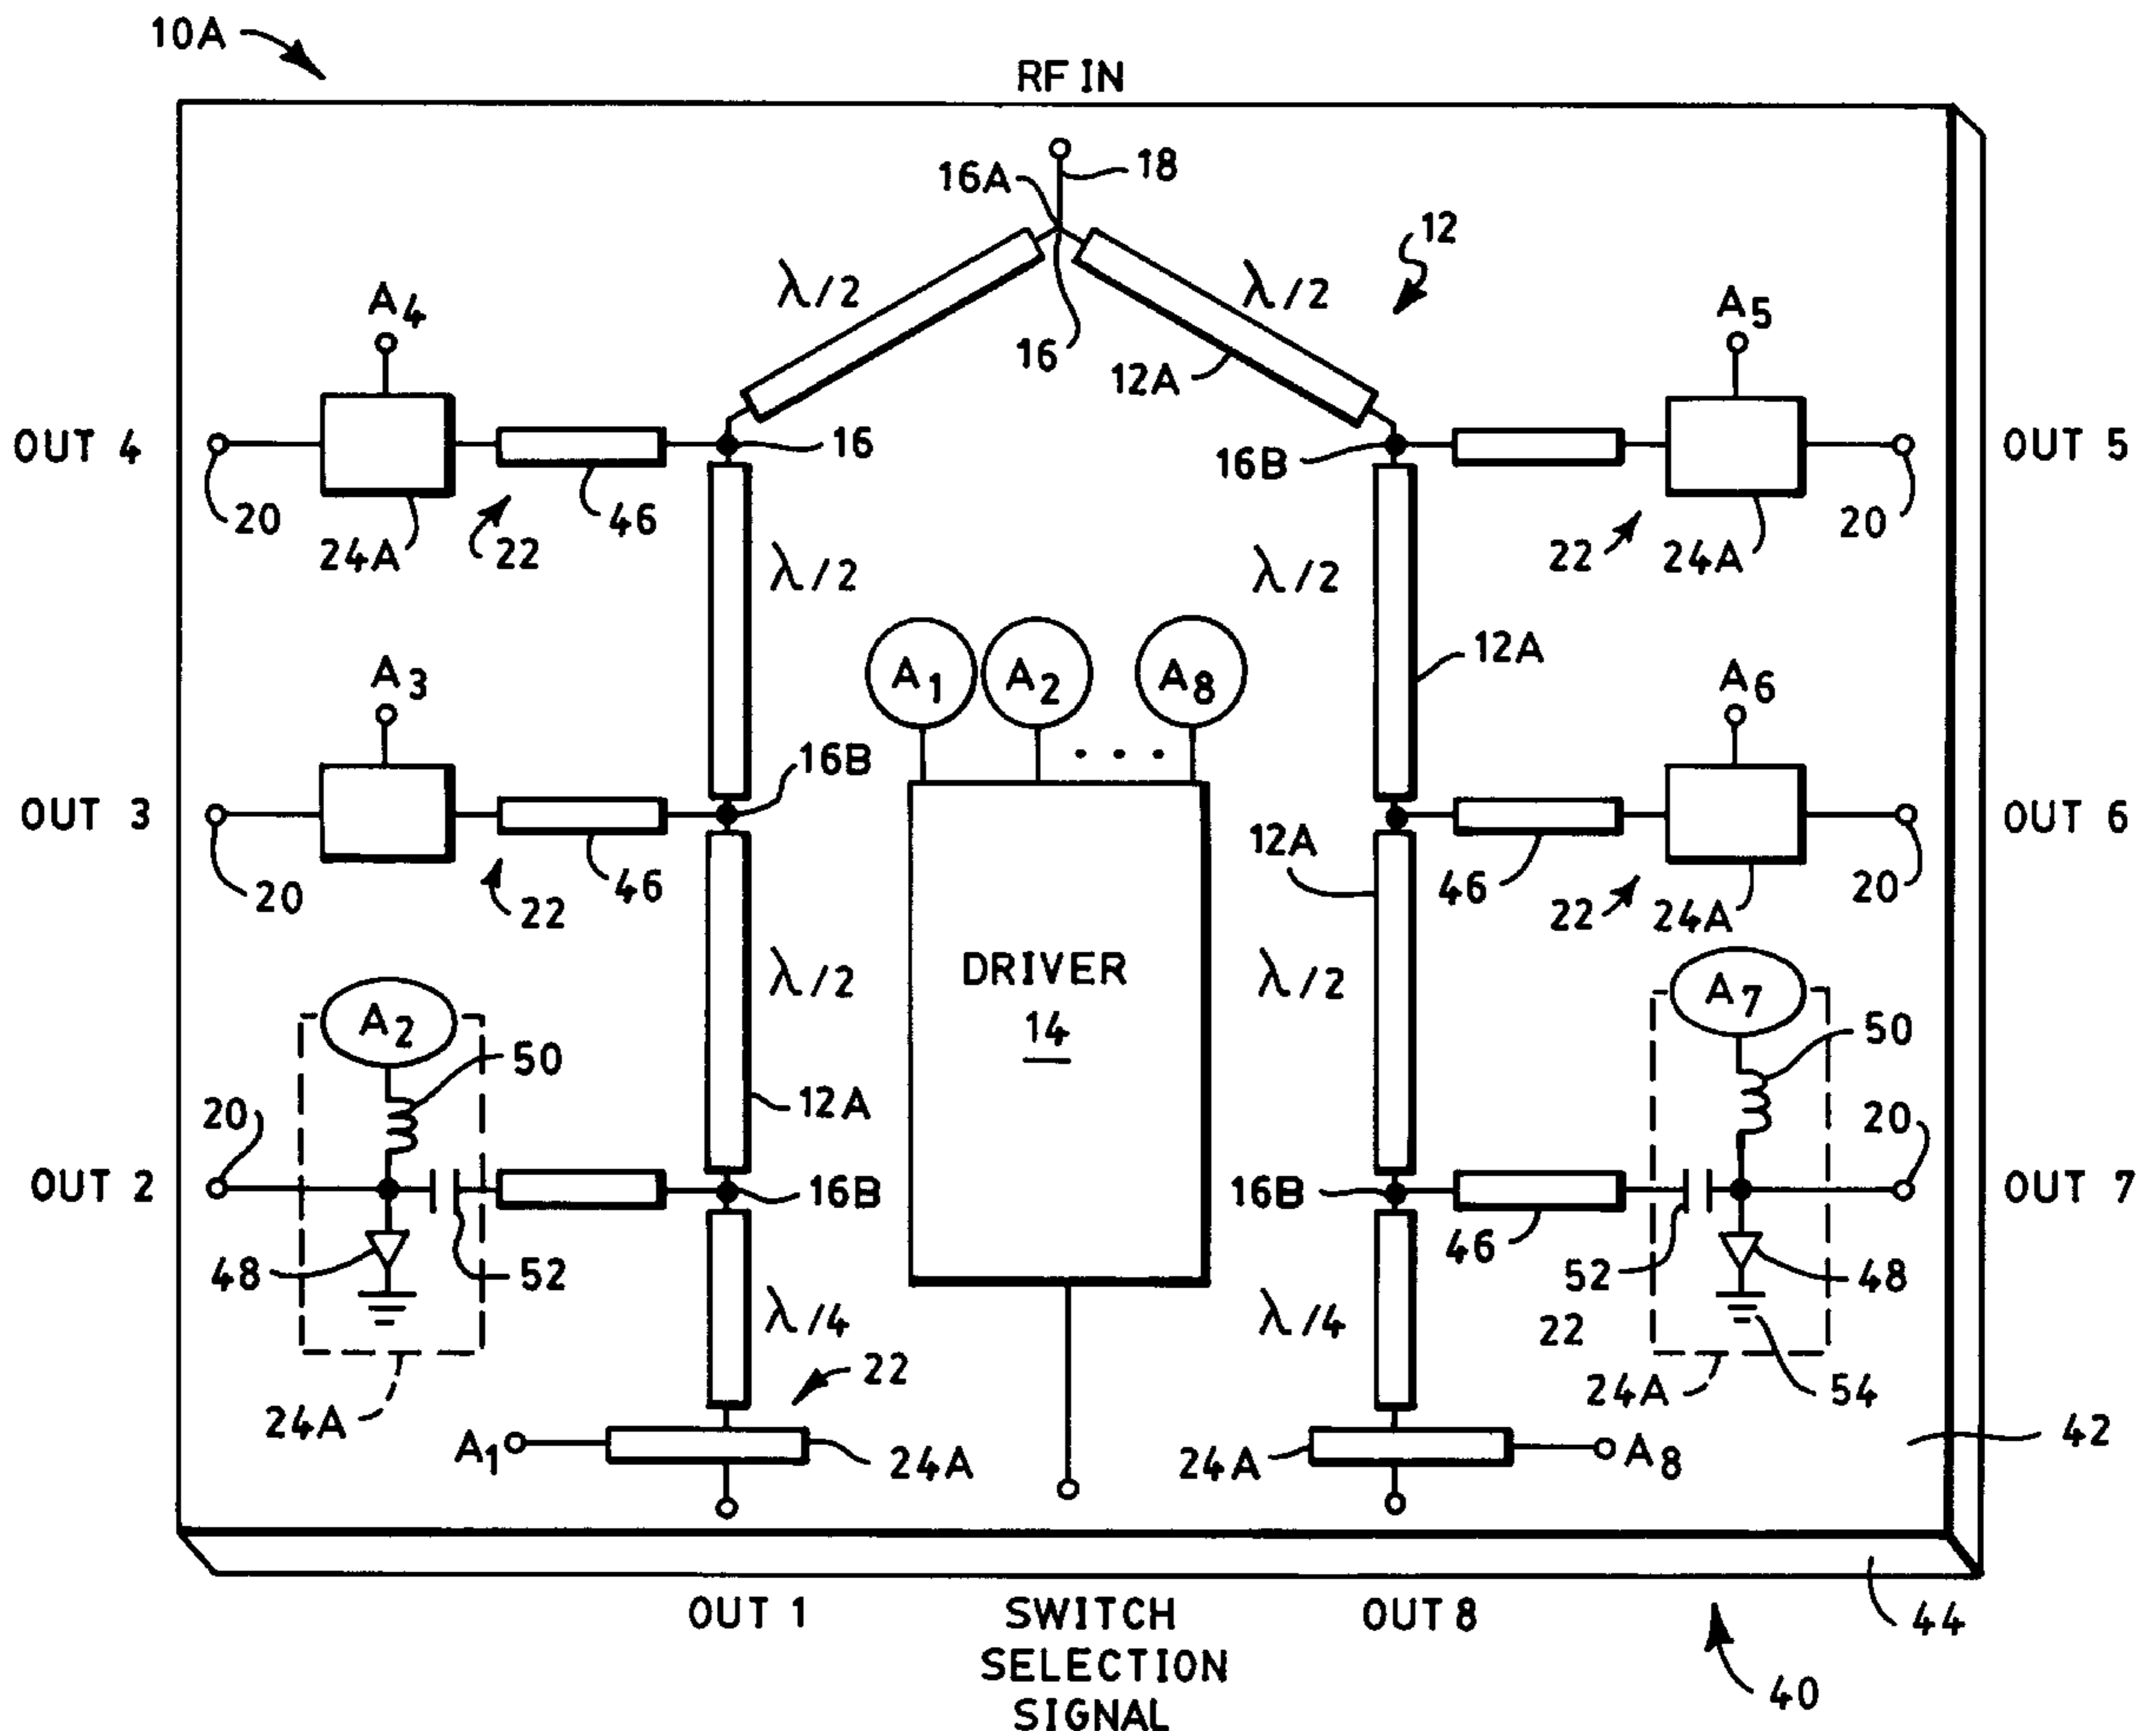 10A
RF IN
16A
18
12
λ/2
λ/2
A4
A5
16
12A
OUT 4
16
16B
OUT 5
20
46
20
24A
22
22
24A
λ/2
λ/2
A3
A1
A2
A8
12A
A6
16B
OUT 3
12A
OUT 6
20
22
46
46
22
24A
20
λ/2
DRIVER
14
λ/2
A2
A7
50
50
20
12A
20
OUT 2
16B
16B
OUT 7
48
52
46
52
48
λ/4
λ/4
22
24A
22
24A
54
A1
24A
24A
A8
42
OUT 1
SWITCH
SELECTION
SIGNAL
OUT 8
44
40